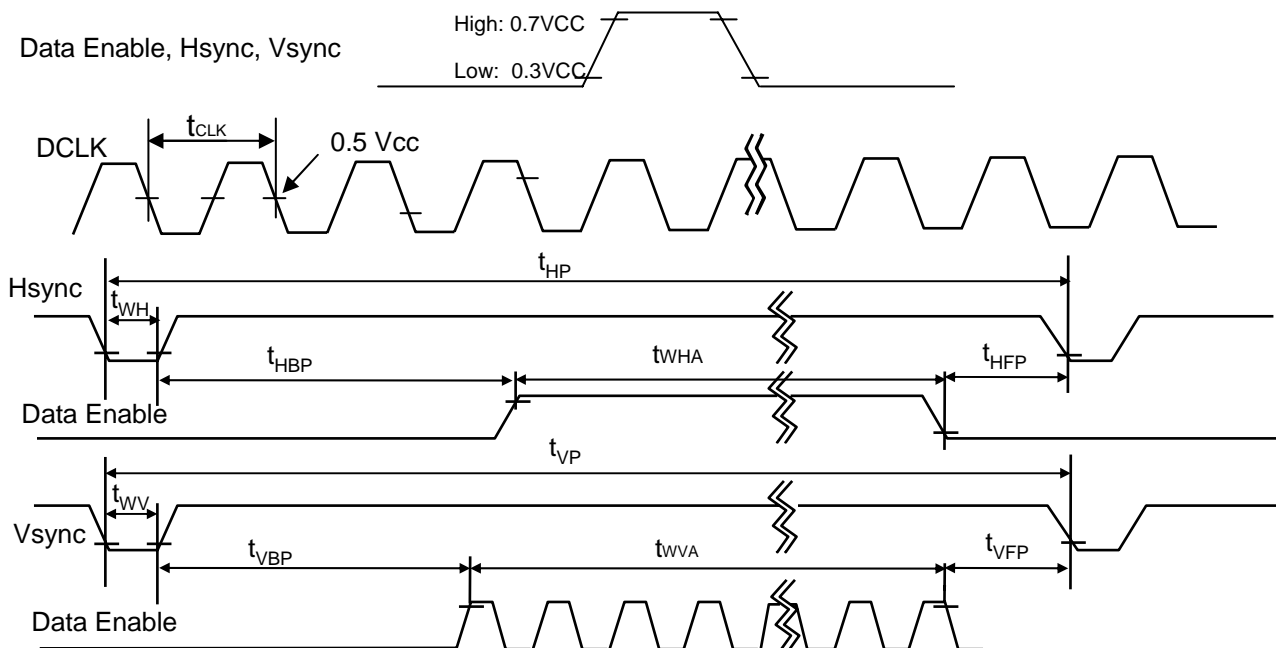 High: 0.7VCC
Data Enable, Hsync, Vsync
Low: 0.3VCC
tCLK
DCLK
0.5 Vcc
tHP
Hsync
tWH
tHBP
tWHA
tHFP
Data Enable
tVP
tWV
Vsync
tVBP
tWVA
tVFP
Data Enable